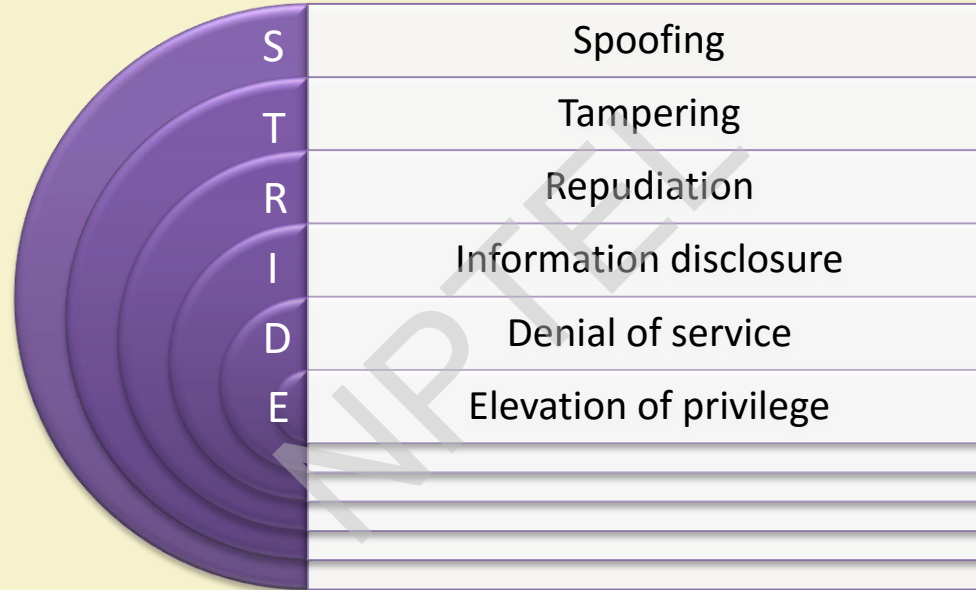 S Spoofing
T Tampering
R Repudiation
I Information disclosure
D Denial of service
E Elevation of privilege
NPTEL